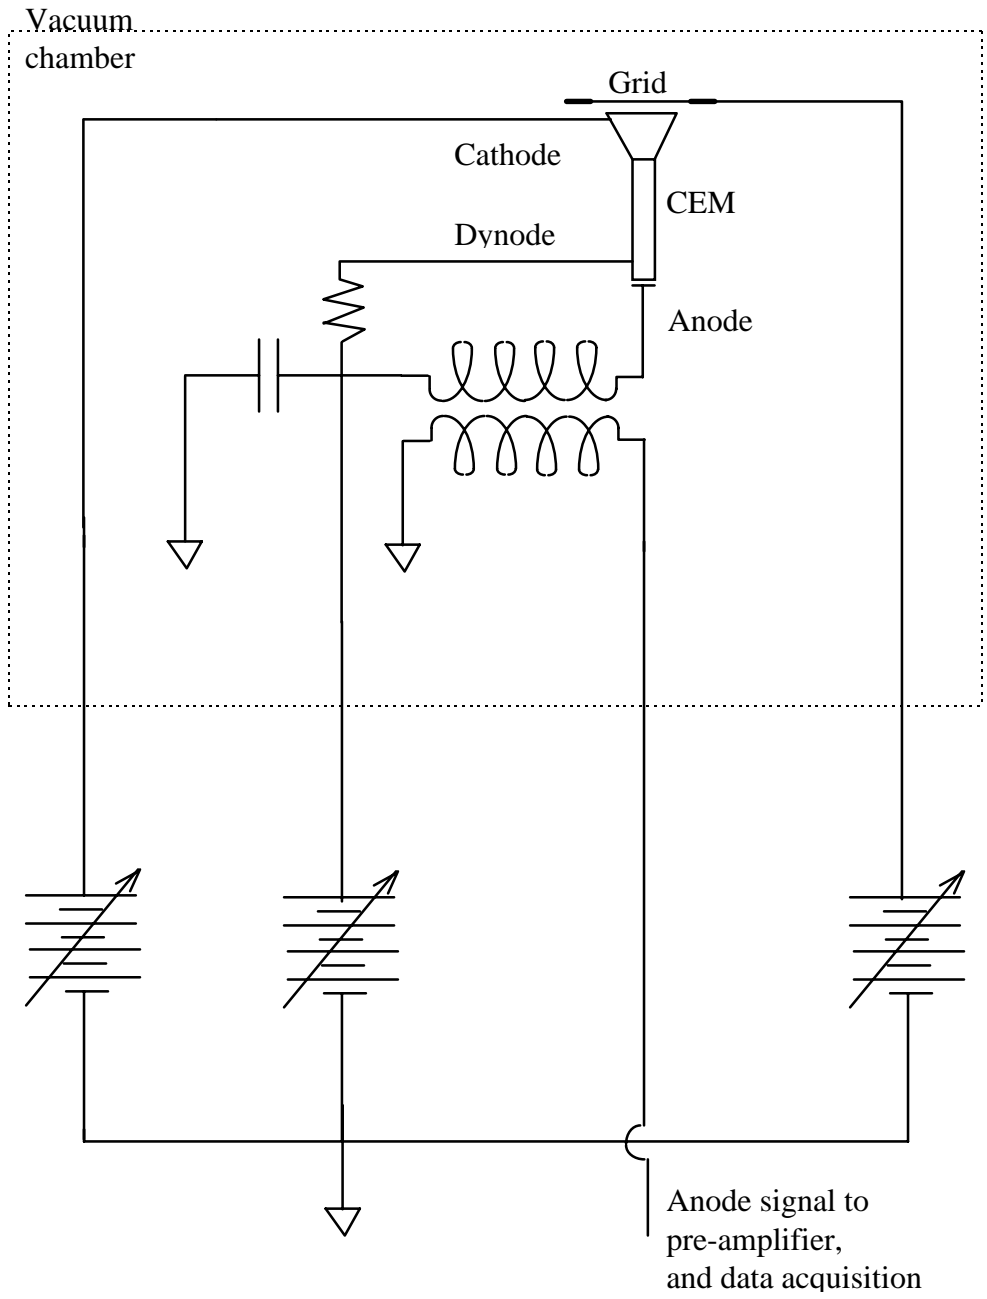 Vacuum
chamber
Grid
Cathode
CEM
Dynode
Anode
Anode signal to
pre-amplifier,
and data acquisition